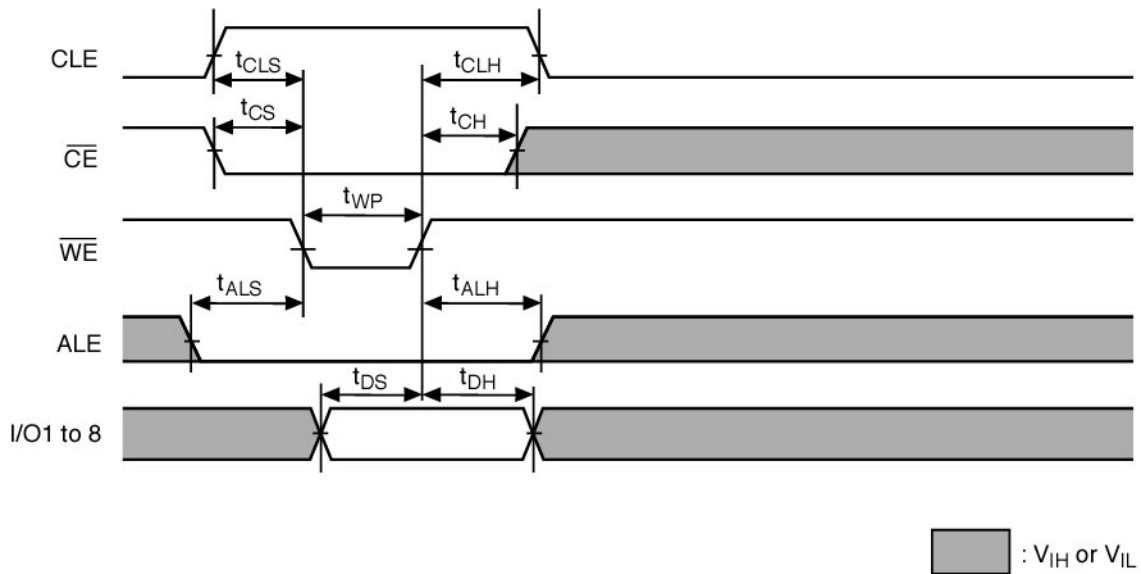 CLE
tCLS
tCLH
tCS
tCH
CE
tWP
WE
tALS
tALH
ALE
tDS
tDH
I/O1 to 8
: VIH or VIL